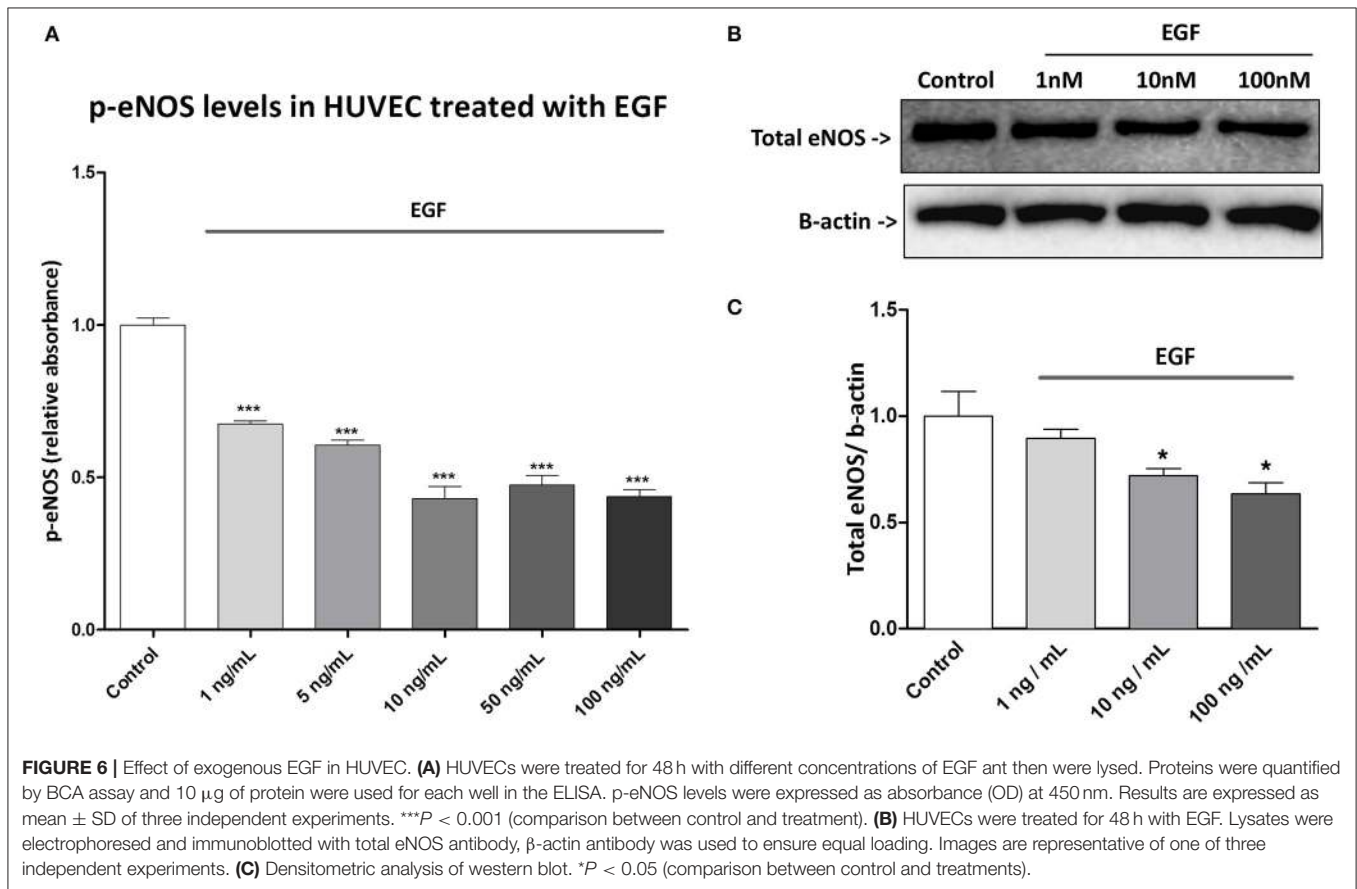 A
p-eNOS levels in HUVEC treated with EGF
p-eNOS (relative absorbance)
1.5
1.0
0.5
0.0
EGF
***
***
***
***
***
Control
1 ng/mL
5 ng/mL
10 ng/mL
50 ng/mL
100 ng/mL
B
EGF
Control 1nM 10nM 100nM
Total eNOS ->
B-actin ->
C
Total eNOS/ b-actin
1.5
1.0
0.5
0.0
EGF
*
*
Control
1 ng / mL
10 ng / mL
100 ng /mL
FIGURE 6 | Effect of exogenous EGF in HUVEC. (A) HUVECs were treated for 48 h with different concentrations of EGF ant then were lysed. Proteins were quantified
by BCA assay and 10 μg of protein were used for each well in the ELISA. p-eNOS levels were expressed as absorbance (OD) at 450 nm. Results are expressed as
mean ± SD of three independent experiments. ***P < 0.001 (comparison between control and treatment). (B) HUVECs were treated for 48 h with EGF. Lysates were
electrophoresed and immunoblotted with total eNOS antibody, β-actin antibody was used to ensure equal loading. Images are representative of one of three
independent experiments. (C) Densitometric analysis of western blot. *P < 0.05 (comparison between control and treatments).